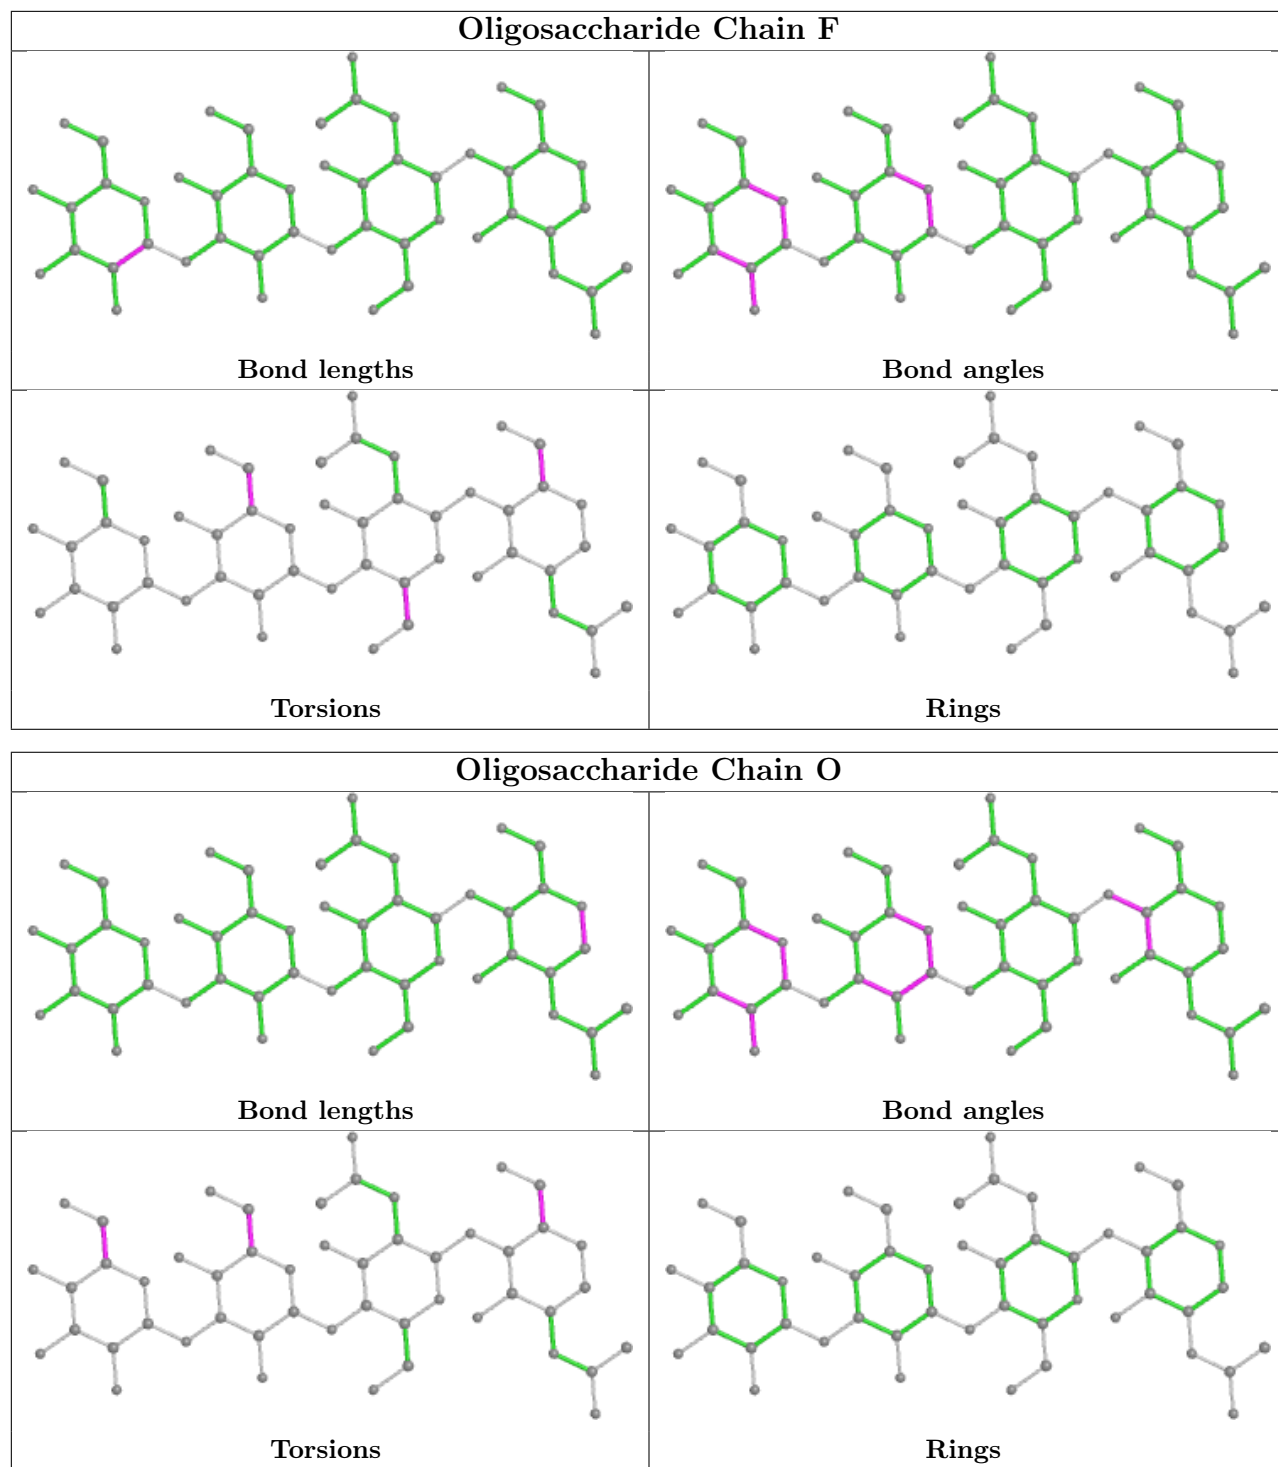 Oligosaccharide Chain F
Bond lengths
Bond angles
Torsions
Rings
Oligosaccharide Chain O
Bond lengths
Bond angles
Torsions
Rings